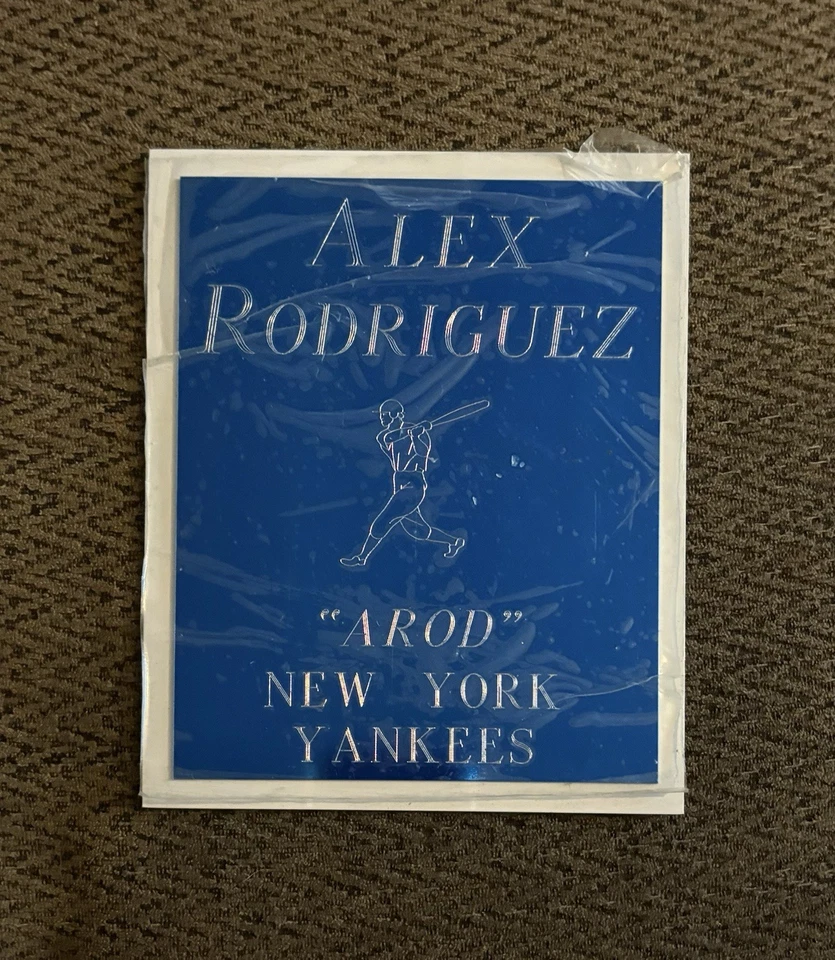 ALEX
RODRIGUEZ
“AROD”
NEW YORK
YANKEES